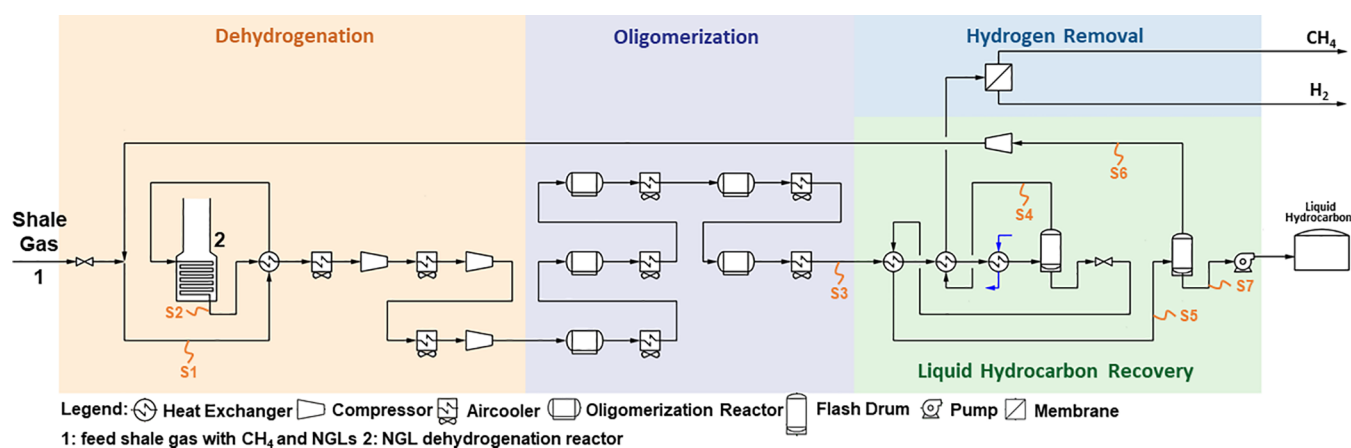 Dehydrogenation
Oligomerization
Hydrogen Removal
CH₄
H₂
S6
S4
Shale
Gas
1
2
Liquid
Hydrocarbon
S2
S3
S7
S5
S1
Liquid Hydrocarbon Recovery
Legend: Heat Exchanger Compressor Aircooler Oligomerization Reactor Flash Drum Pump Membrane
1: feed shale gas with CH₄ and NGLs 2: NGL dehydrogenation reactor